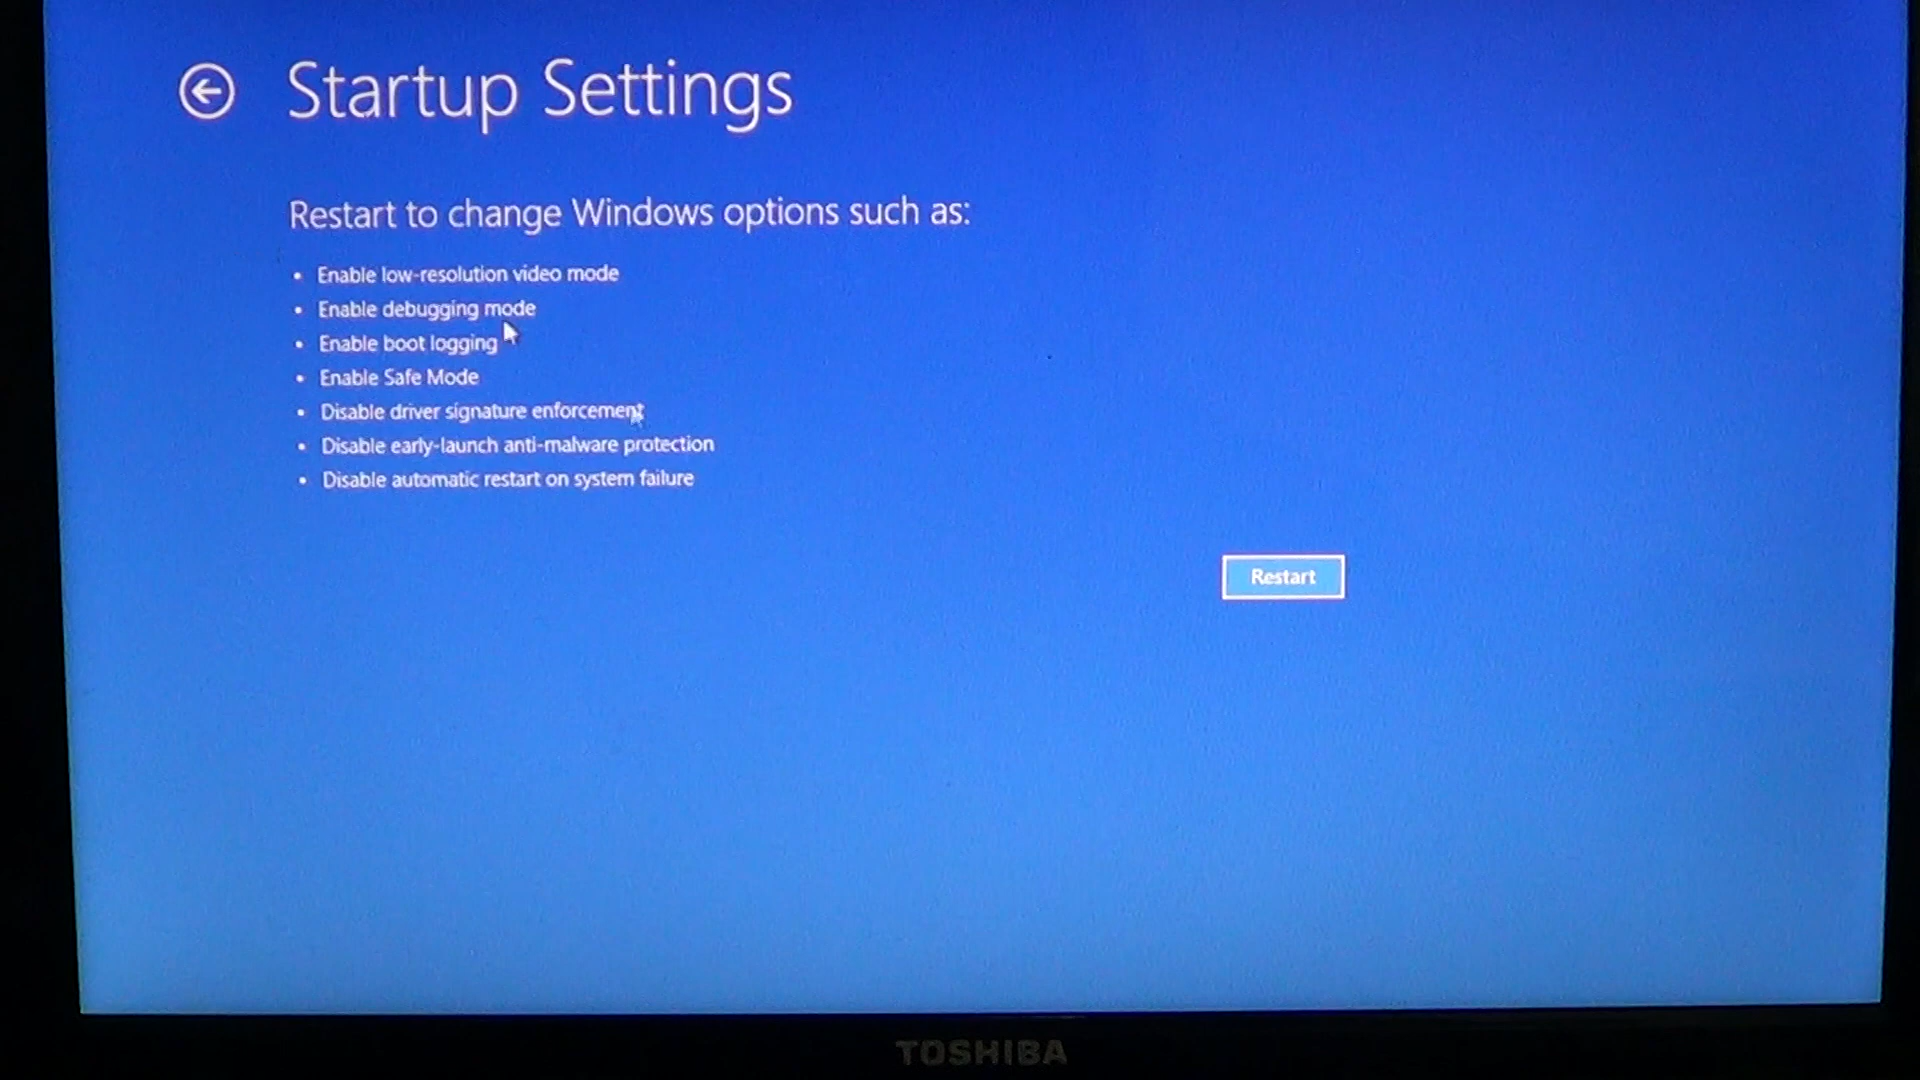 Startup Settings
Restart to change Windows options such as:
• Enable low-resolution video mode
• Enable debugging mode
• Enable boot logging
• Enable Safe Mode
• Disable driver signature enforcement
• Disable early-launch anti-malware protection
• Disable automatic restart on system failure
Restart
TOSHIBA